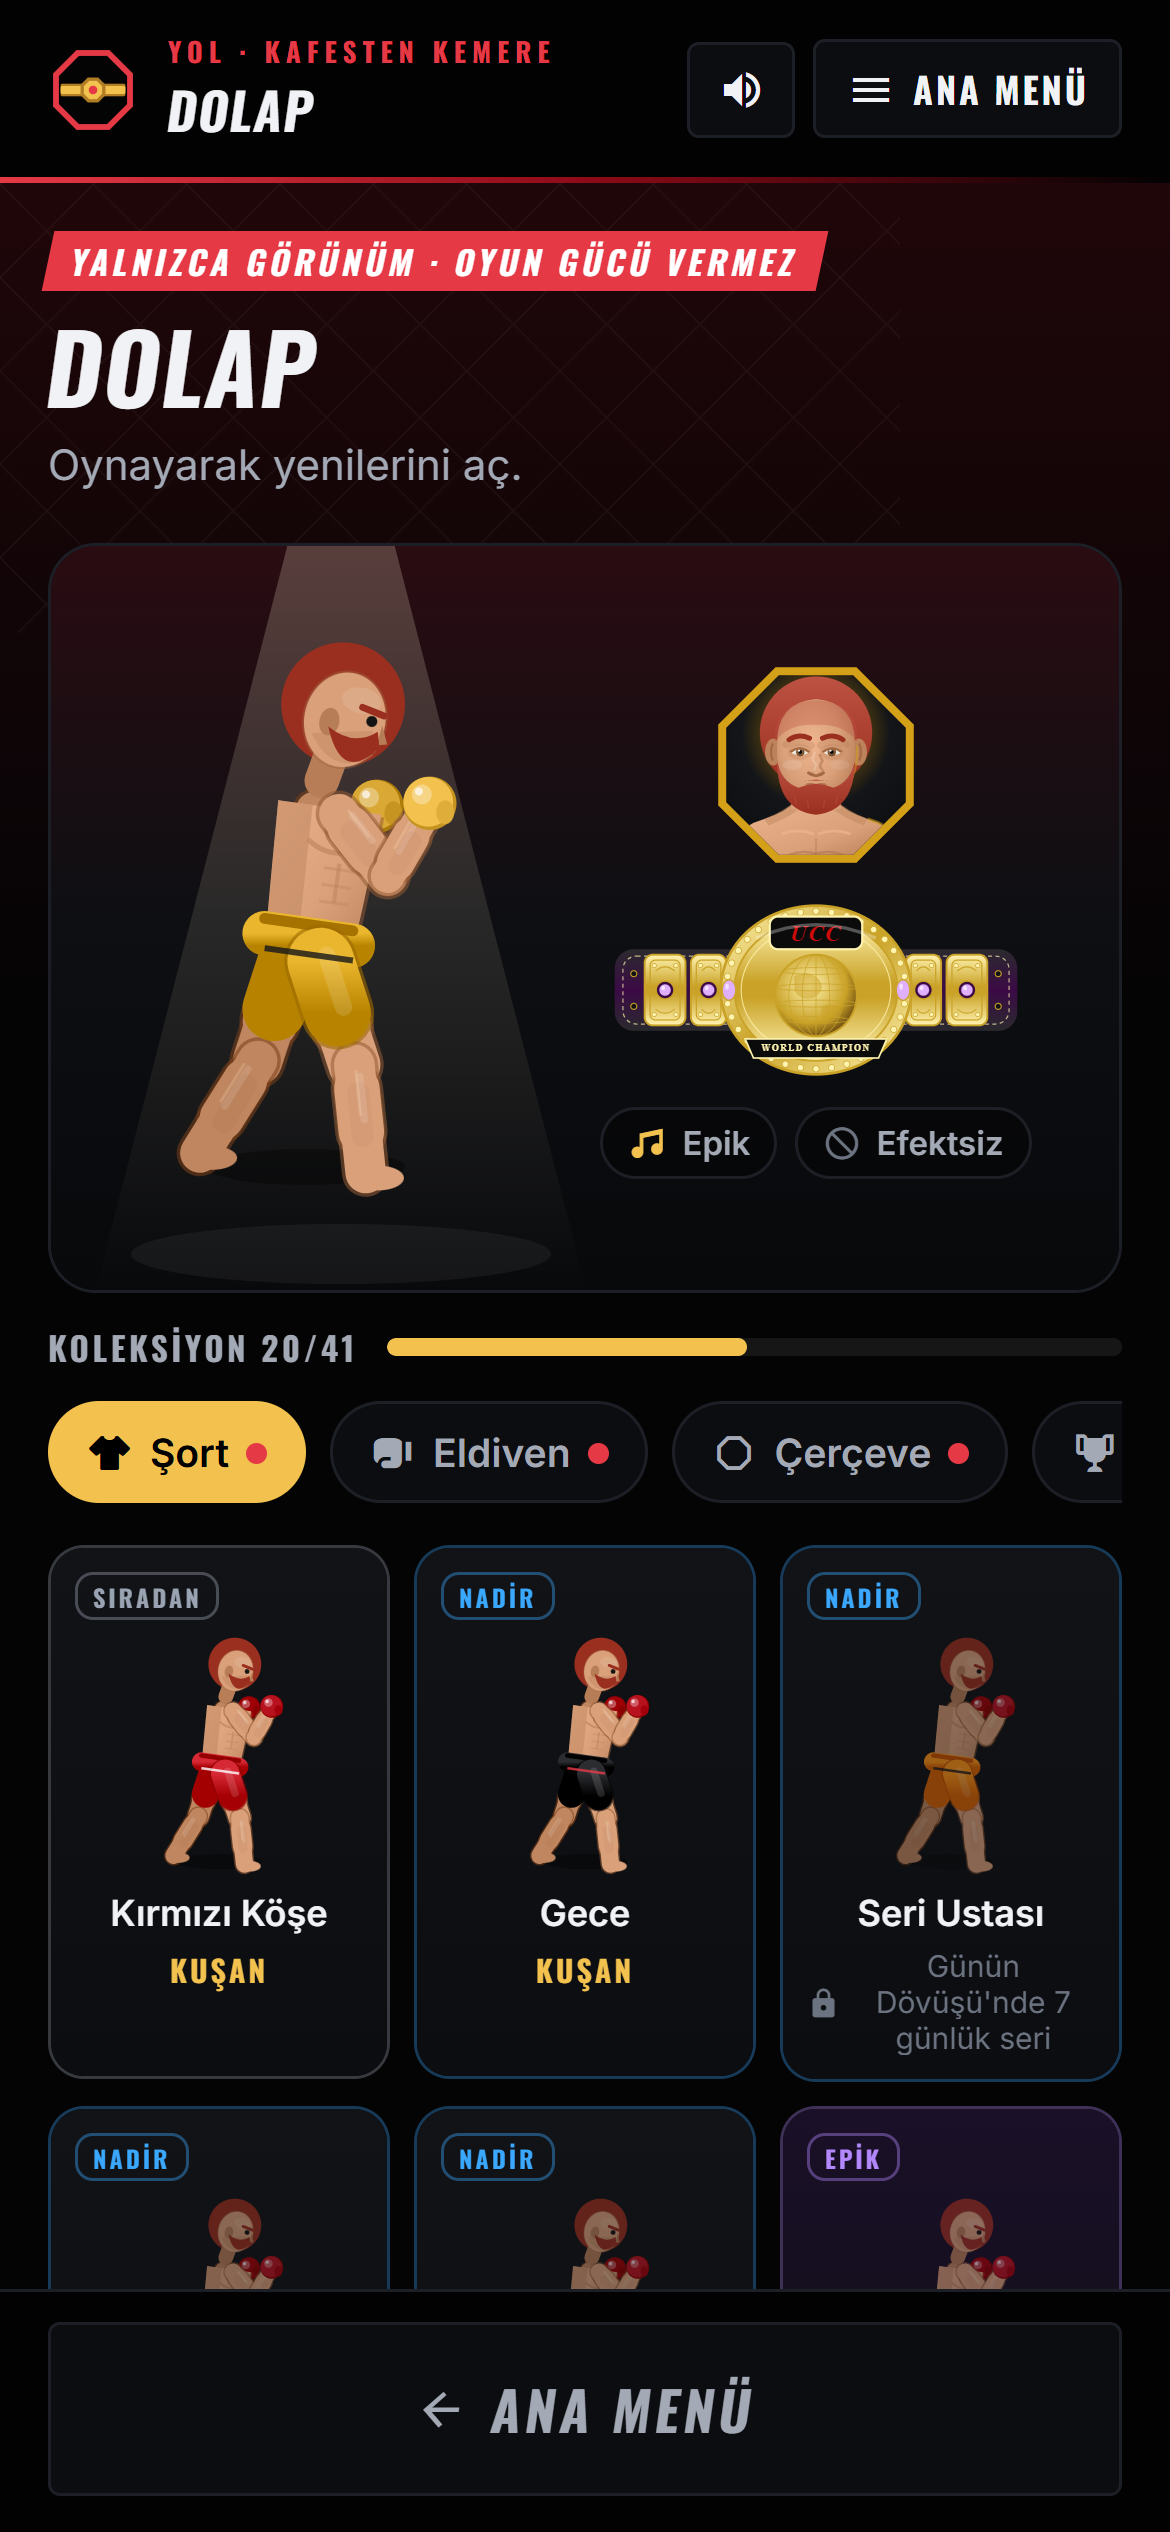 YOL · KAFESTEN KEMERE
DOLAP
ANA MENÜ
YALNIZCA GÖRÜNÜM · OYUN GÜCÜ VERMEZ
DOLAP
Oynayarak yenilerini aç.
UCC
WORLD CHAMPION
Epik
Efektsiz
KOLEKSİYON 20/41
Şort
Eldiven
Çerçeve
SIRADAN
NADİR
NADİR
Kırmızı Köşe
Gece
Seri Ustası
KUŞAN
KUŞAN
Günün
Dövüşü'nde 7
günlük seri
NADİR
NADİR
EPİK
ANA MENÜ